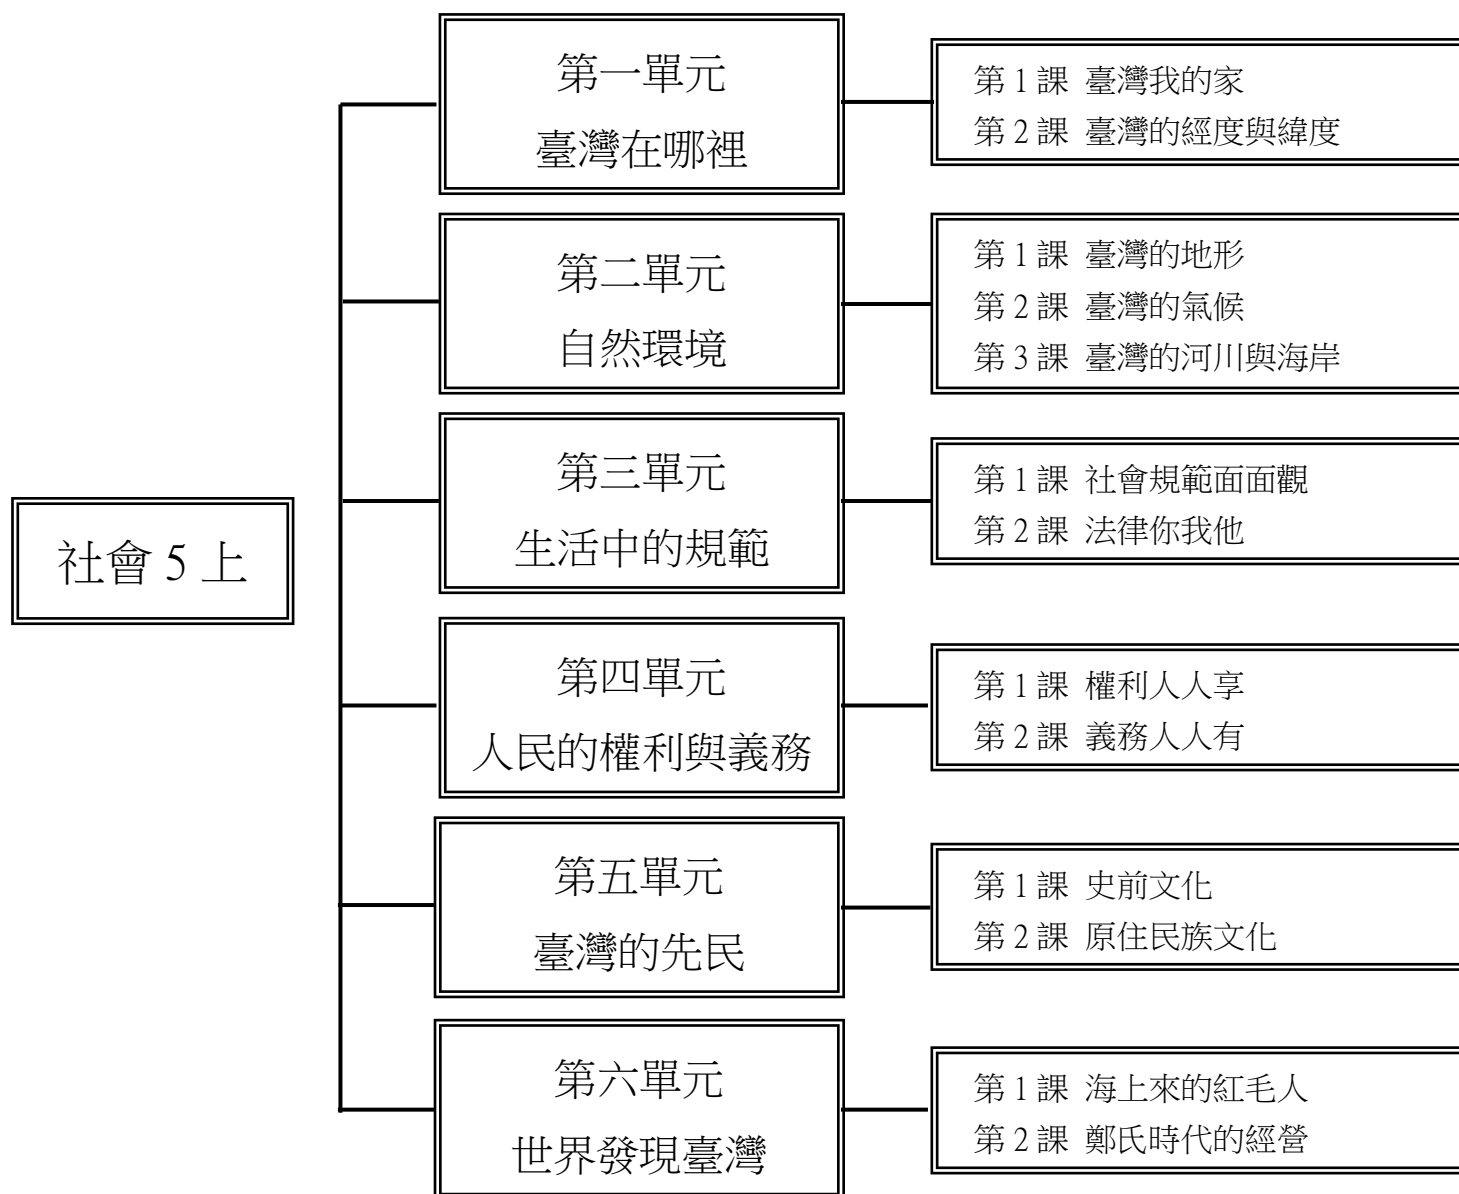 社會 5 上
第一單元
臺灣在哪裡
第 1 課 臺灣我的家
第 2 課 臺灣的經度與緯度
第二單元
自然環境
第 1 課 臺灣的地形
第 2 課 臺灣的氣候
第 3 課 臺灣的河川與海岸
第三單元
生活中的規範
第 1 課 社會規範面面觀
第 2 課 法律你我他
第四單元
人民的權利與義務
第 1 課 權利人人享
第 2 課 義務人人有
第五單元
臺灣的先民
第 1 課 史前文化
第 2 課 原住民族文化
第六單元
世界發現臺灣
第 1 課 海上來的紅毛人
第 2 課 鄭氏時代的經營